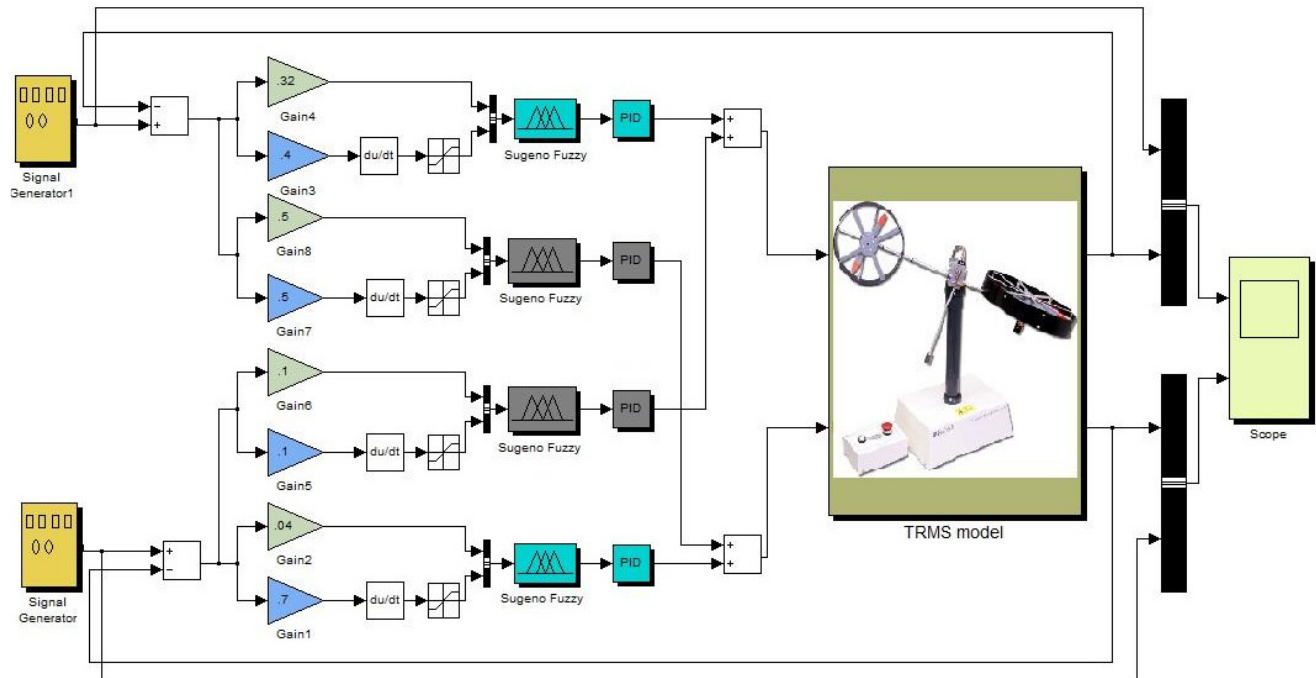 .32
Gain4
Sugeno Fuzzy
PID
Signal
Generator1
.4
Gain3
du/dt
.5
Gain8
Sugeno Fuzzy
PID
.5
Gain7
du/dt
.1
Gain6
Sugeno Fuzzy
PID
.1
Gain5
du/dt
.04
Gain2
Sugeno Fuzzy
PID
Signal
Generator
.7
Gain1
du/dt
+
+
+
+
−
+
+
−
TRMS model
Scope